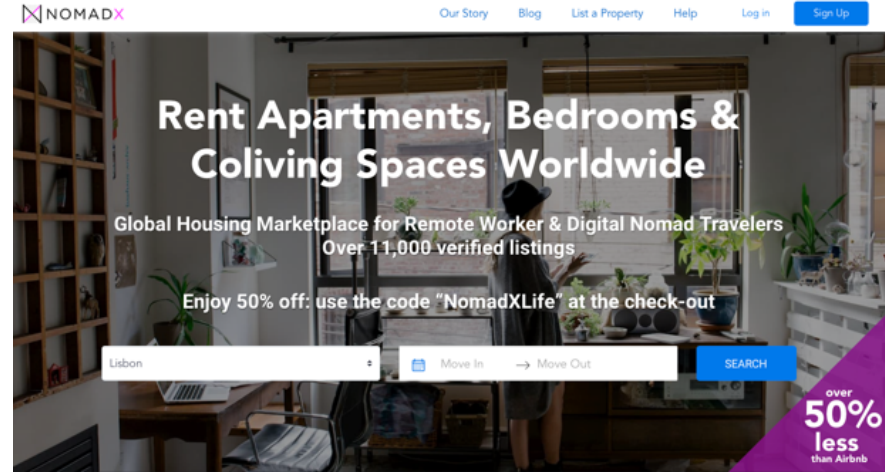 NOMADX
Our Story
Blog
List a Property
Help
Log in
Sign Up
Rent Apartments, Bedrooms &
Coliving Spaces Worldwide
Global Housing Marketplace for Remote Worker & Digital Nomad Travelers
Over 11,000 verified listings
Enjoy 50% off: use the code “NomadXLife” at the check-out
Lisbon
Move In
Move Out
SEARCH
over
50%
less
than Airbnb